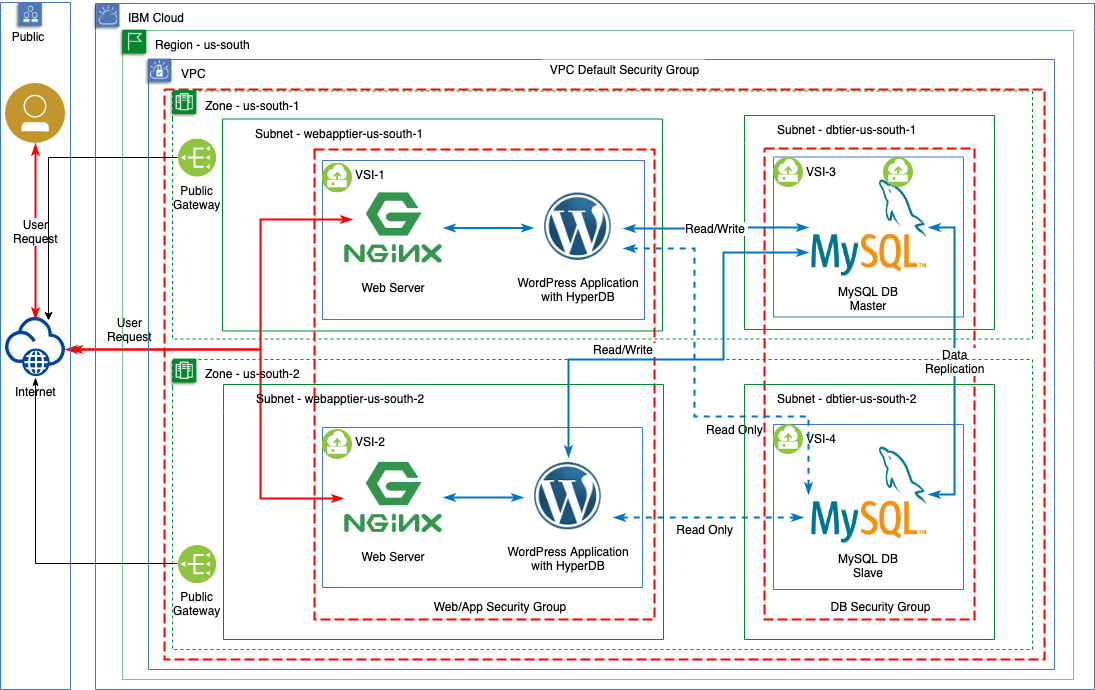 Public
IBM Cloud
Region - us-south
VPC
VPC Default Security Group
Zone - us-south-1
Subnet - webapptier-us-south-1
Subnet - dbtier-us-south-1
Public
Gateway
VSI-1
VSI-3
User
Request
NGINX
Read/Write
MySQL™
Web Server
WordPress Application
with HyperDB
MySQL DB
Master
User
Request
Read/Write
Data
Replication
Internet
Zone - us-south-2
Subnet - webapptier-us-south-2
Subnet - dbtier-us-south-2
Read Only
VSI-2
VSI-4
NGINX
MySQL™
Read Only
Web Server
WordPress Application
with HyperDB
MySQL DB
Slave
Public
Gateway
Web/App Security Group
DB Security Group